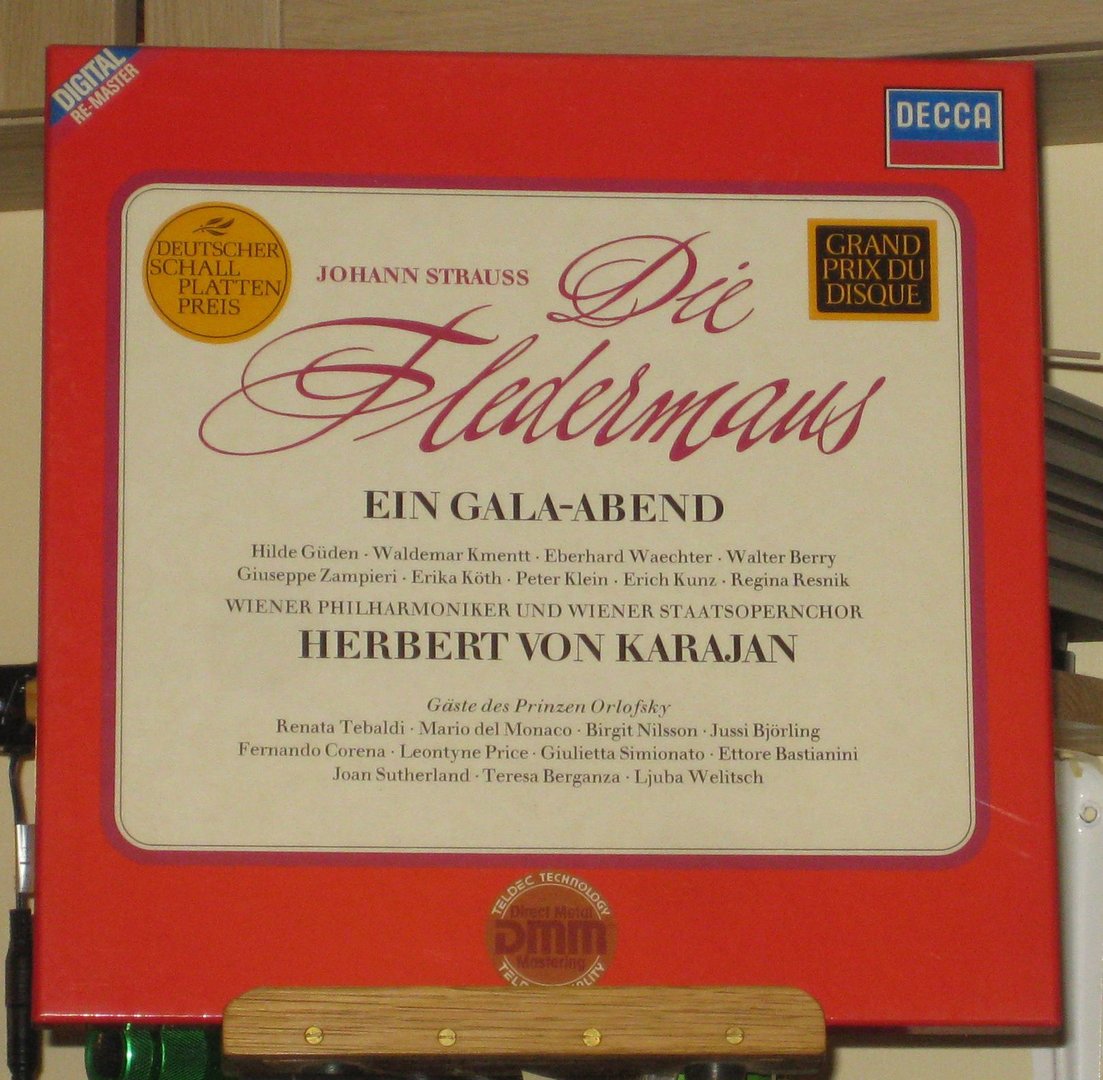 DIGITAL
RE-MASTER
DECCA
DEUTSCHER
SCHALL
PLATTEN
PREIS
JOHANN STRAUSS
Die
Fledermaus
GRAND
PRIX DU
DISQUE
EIN GALA-ABEND
Hilde Güden · Waldemar Kmentt · Eberhard Waechter · Walter Berry
Giuseppe Zampieri · Erika Köth · Peter Klein · Erich Kunz · Regina Resnik
WIENER PHILHARMONIKER UND WIENER STAATSOPERNCHOR
HERBERT VON KARAJAN
Gäste des Prinzen Orlofsky
Renata Tebaldi · Mario del Monaco · Birgit Nilsson · Jussi Björling
Fernando Corena · Leontyne Price · Giulietta Simionato · Ettore Bastianini
Joan Sutherland · Teresa Berganza · Ljuba Welitsch
TELDEC TECHNOLOGY
Direct Metal
DMM
Mastering